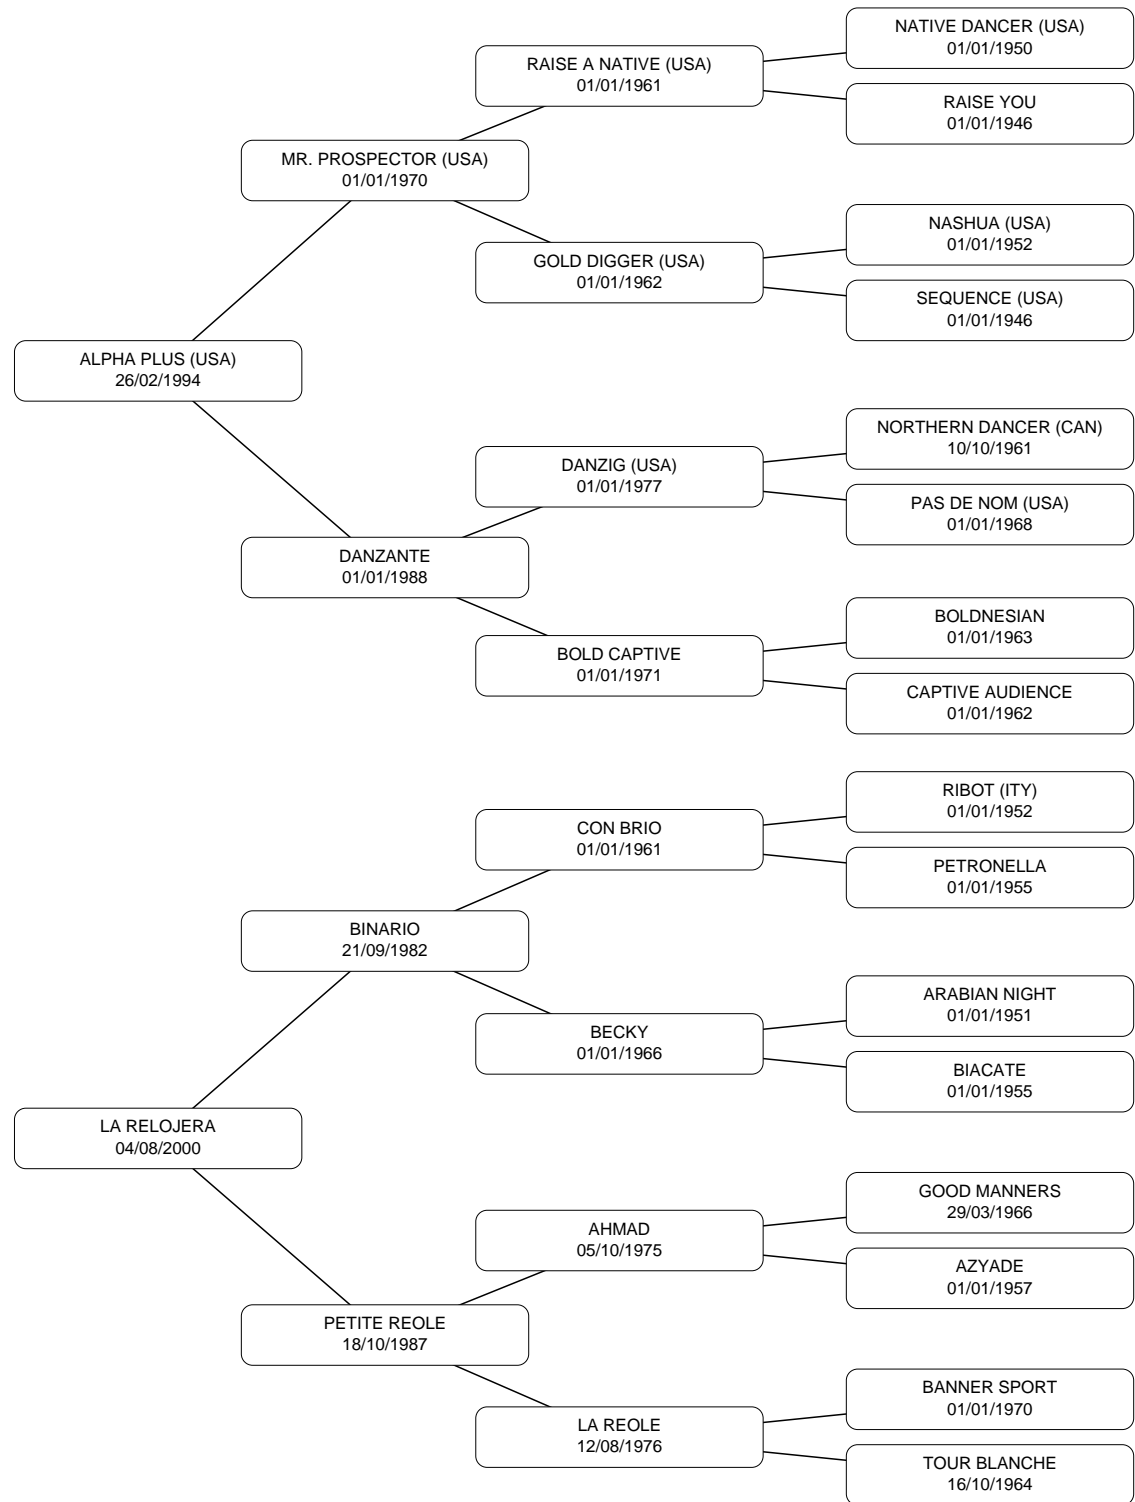 NATIVE DANCER (USA)
01/01/1950
RAISE A NATIVE (USA)
01/01/1961
RAISE YOU
01/01/1946
MR. PROSPECTOR (USA)
01/01/1970
NASHUA (USA)
01/01/1952
GOLD DIGGER (USA)
01/01/1962
SEQUENCE (USA)
01/01/1946
ALPHA PLUS (USA)
26/02/1994
NORTHERN DANCER (CAN)
10/10/1961
DANZIG (USA)
01/01/1977
PAS DE NOM (USA)
01/01/1968
DANZANTE
01/01/1988
BOLDNESIAN
01/01/1963
BOLD CAPTIVE
01/01/1971
CAPTIVE AUDIENCE
01/01/1962
RIBOT (ITY)
01/01/1952
CON BRIO
01/01/1961
PETRONELLA
01/01/1955
BINARIO
21/09/1982
ARABIAN NIGHT
01/01/1951
BECKY
01/01/1966
BIACATE
01/01/1955
LA RELOJERA
04/08/2000
GOOD MANNERS
29/03/1966
AHMAD
05/10/1975
AZYADE
01/01/1957
PETITE REOLE
18/10/1987
BANNER SPORT
01/01/1970
LA REOLE
12/08/1976
TOUR BLANCHE
16/10/1964